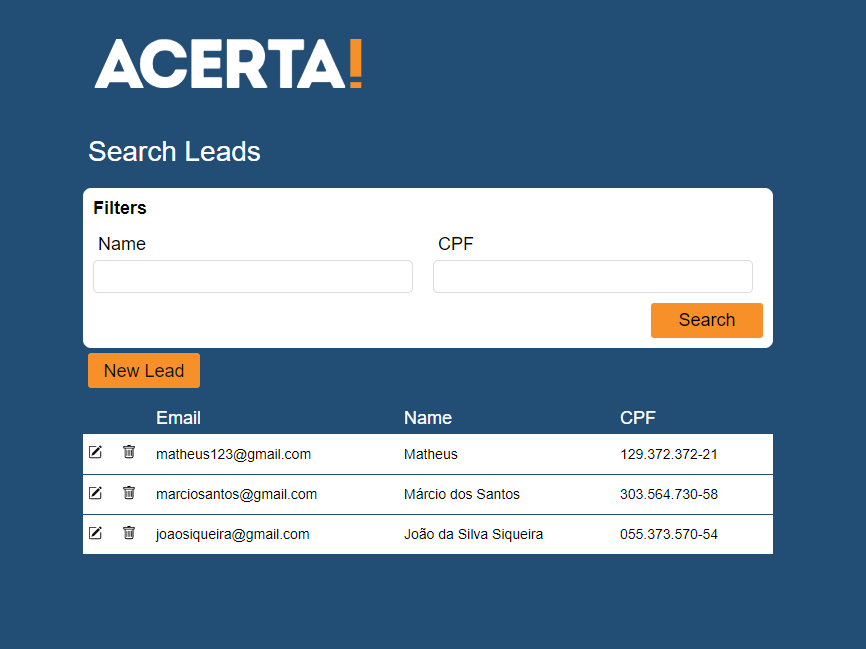 ACERTA!
Search Leads
Filters
Name CPF
Search
New Lead
Email Name CPF
matheus123@gmail.com Matheus 129.372.372-21
marciosantos@gmail.com Márcio dos Santos 303.564.730-58
joaosiqueira@gmail.com João da Silva Siqueira 055.373.570-54